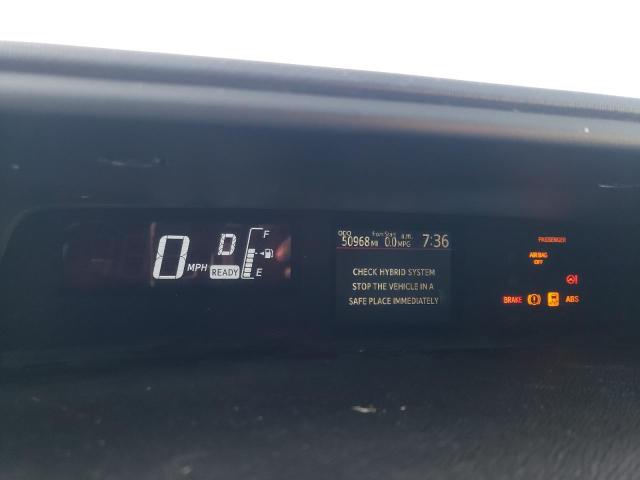 0 MPH D READY F E
ODO From Start a.m.
50968 MI 0.0 MPG 7:36
CHECK HYBRID SYSTEM
STOP THE VEHICLE IN A
SAFE PLACE IMMEDIATELY
PASSENGER
AIR BAG
OFF
BRAKE ABS